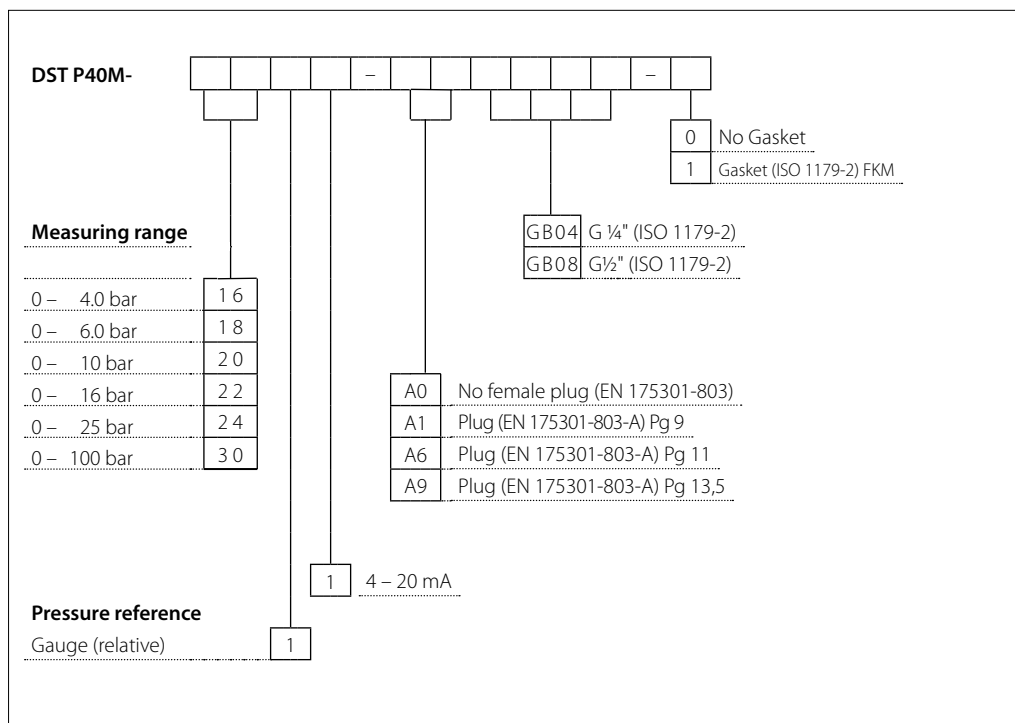 DST P40M- – –
0 No Gasket
1 Gasket (ISO 1179-2) FKM
Measuring range
GB04 G ¼" (ISO 1179-2)
GB08 G½" (ISO 1179-2)
0 – 4.0 bar 16
0 – 6.0 bar 18
0 – 10 bar 20
0 – 16 bar 22
0 – 25 bar 24
0 – 100 bar 30
A0 No female plug (EN 175301-803)
A1 Plug (EN 175301-803-A) Pg 9
A6 Plug (EN 175301-803-A) Pg 11
A9 Plug (EN 175301-803-A) Pg 13,5
1 4 – 20 mA
Pressure reference
Gauge (relative) 1